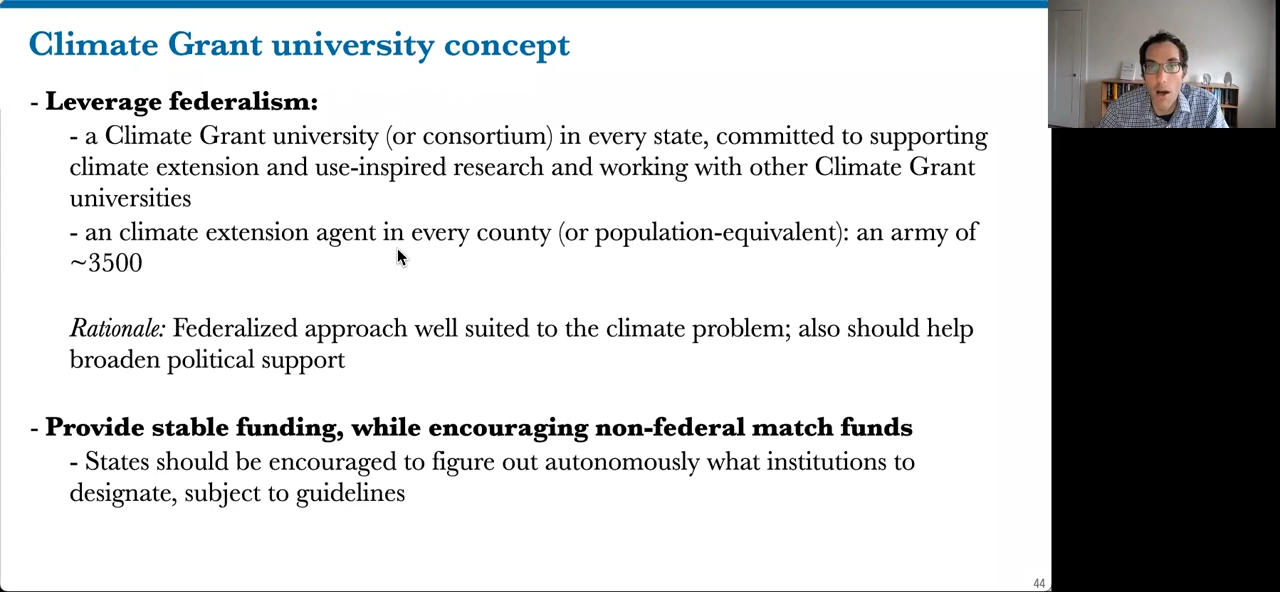 Climate Grant university concept
- Leverage federalism:
- a Climate Grant university (or consortium) in every state, committed to supporting
climate extension and use-inspired research and working with other Climate Grant
universities
- an climate extension agent in every county (or population-equivalent): an army of
~3500
Rationale: Federalized approach well suited to the climate problem; also should help
broaden political support
- Provide stable funding, while encouraging non-federal match funds
- States should be encouraged to figure out autonomously what institutions to
designate, subject to guidelines
44